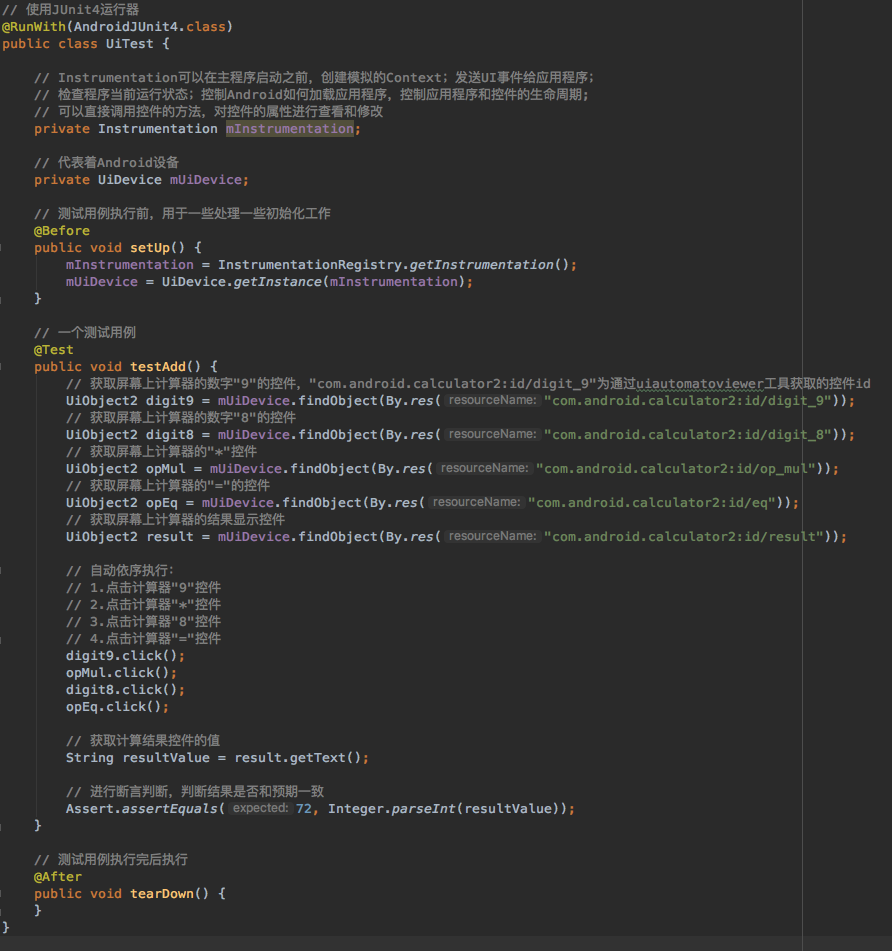 // 使用JUnit4运行器
@RunWith(AndroidJUnit4.class)
public class UiTest {
// Instrumentation可以在主程序启动之前，创建模拟的Context；发送UI事件给应用程序；
// 检查程序当前运行状态；控制Android如何加载应用程序，控制应用程序和控件的生命周期；
// 可以直接调用控件的方法，对控件的属性进行查看和修改
private Instrumentation mInstrumentation;
// 代表着Android设备
private UiDevice mUiDevice;
// 测试用例执行前，用于一些处理一些初始化工作
@Before
public void setUp() {
mInstrumentation = InstrumentationRegistry.getInstrumentation();
mUiDevice = UiDevice.getInstance(mInstrumentation);
}
// 一个测试用例
@Test
public void testAdd() {
// 获取屏幕上计算器的数字"9"的控件，"com.android.calculator2:id/digit_9"为通过uiautomatoviewer工具获取的控件id
UiObject2 digit9 = mUiDevice.findObject(By.res( resourceName: "com.android.calculator2:id/digit_9"));
// 获取屏幕上计算器的数字"8"的控件
UiObject2 digit8 = mUiDevice.findObject(By.res( resourceName: "com.android.calculator2:id/digit_8"));
// 获取屏幕上计算器的"*"控件
UiObject2 opMul = mUiDevice.findObject(By.res( resourceName: "com.android.calculator2:id/op_mul"));
// 获取屏幕上计算器的"="的控件
UiObject2 opEq = mUiDevice.findObject(By.res( resourceName: "com.android.calculator2:id/eq"));
// 获取屏幕上计算器的结果显示控件
UiObject2 result = mUiDevice.findObject(By.res( resourceName: "com.android.calculator2:id/result"));
// 自动依序执行：
// 1.点击计算器"9"控件
// 2.点击计算器"*"控件
// 3.点击计算器"8"控件
// 4.点击计算器"="控件
digit9.click();
opMul.click();
digit8.click();
opEq.click();
// 获取计算结果控件的值
String resultValue = result.getText();
// 进行断言判断，判断结果是否和预期一致
Assert.assertEquals( expected: 72, Integer.parseInt(resultValue));
}
// 测试用例执行完后执行
@After
public void tearDown() {
}
}